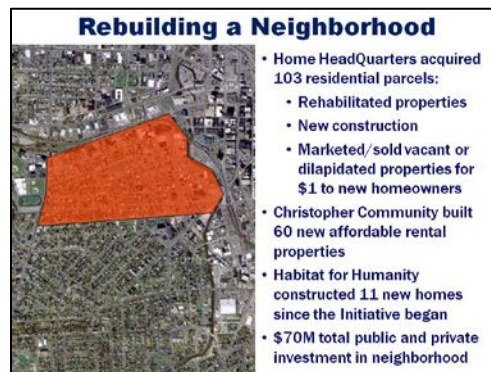 Rebuilding a Neighborhood
• Home HeadQuarters acquired
103 residential parcels:
• Rehabilitated properties
• New construction
• Marketed/sold vacant or
dilapidated properties for
$1 to new homeowners
• Christopher Community built
60 new affordable rental
properties
• Habitat for Humanity
constructed 11 new homes
since the Initiative began
• $70M total public and private
investment in neighborhood